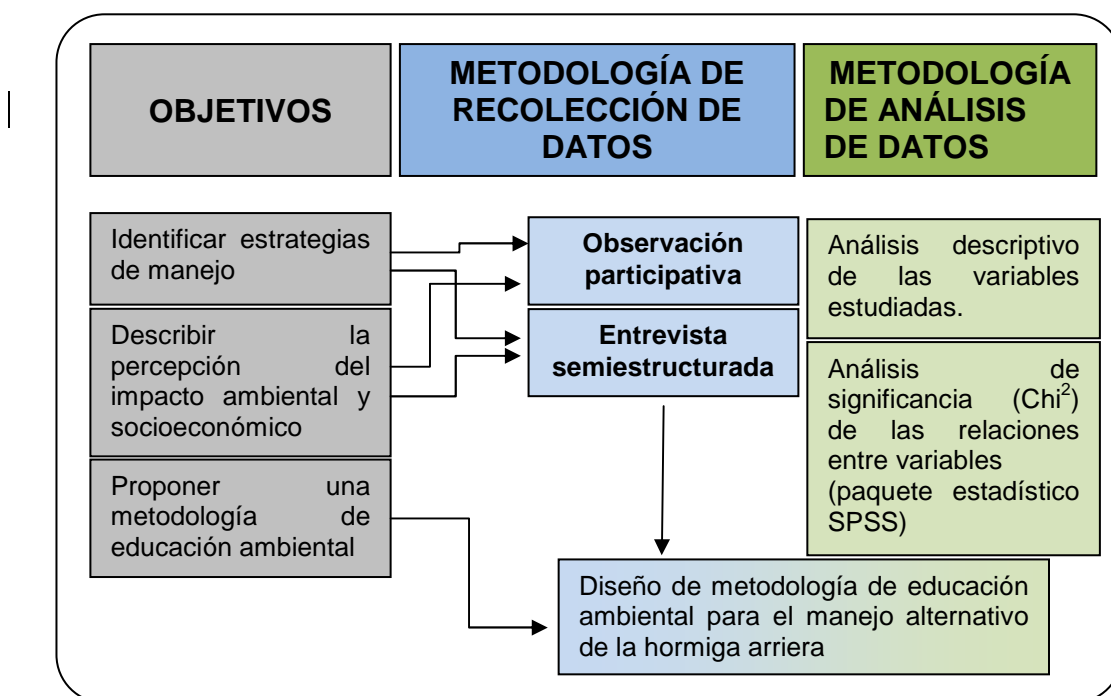 OBJETIVOS
METODOLOGÍA DE
RECOLECCIÓN DE
DATOS
METODOLOGÍA
DE ANÁLISIS
DE DATOS
Identificar estrategias
de manejo
Describir la
percepción del
impacto ambiental y
socioeconómico
Proponer una
metodología de
educación ambiental
Observación
participativa
Entrevista
semiestructurada
Análisis descriptivo
de las variables
estudiadas.
Análisis de
significancia (Chi²)
de las relaciones
entre variables
(paquete estadístico
SPSS)
Diseño de metodología de educación
ambiental para el manejo alternativo
de la hormiga arriera